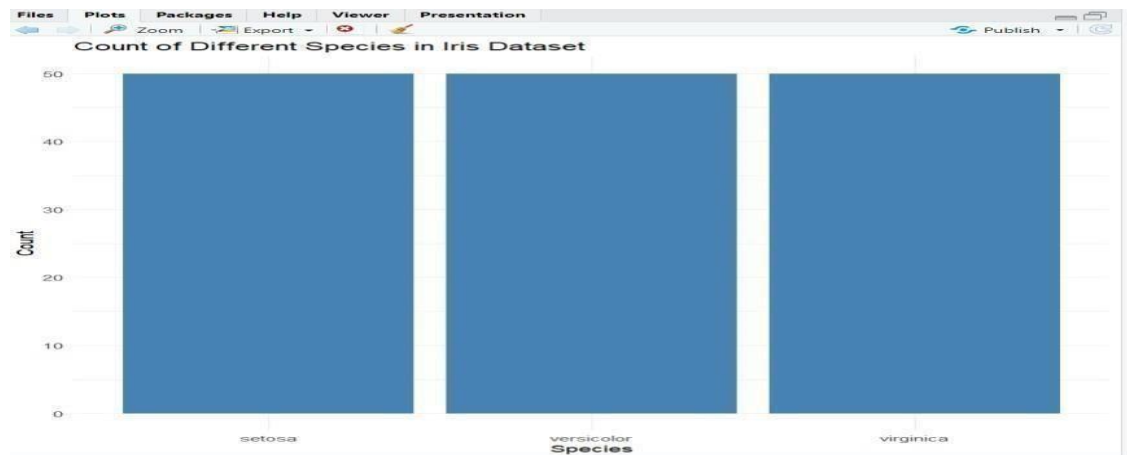 Files Plots Packages Help Viewer Presentation
Zoom Export Publish
Count of Different Species in Iris Dataset
50
40
30
20
10
0
Count
setosa versicolor virginica
Species